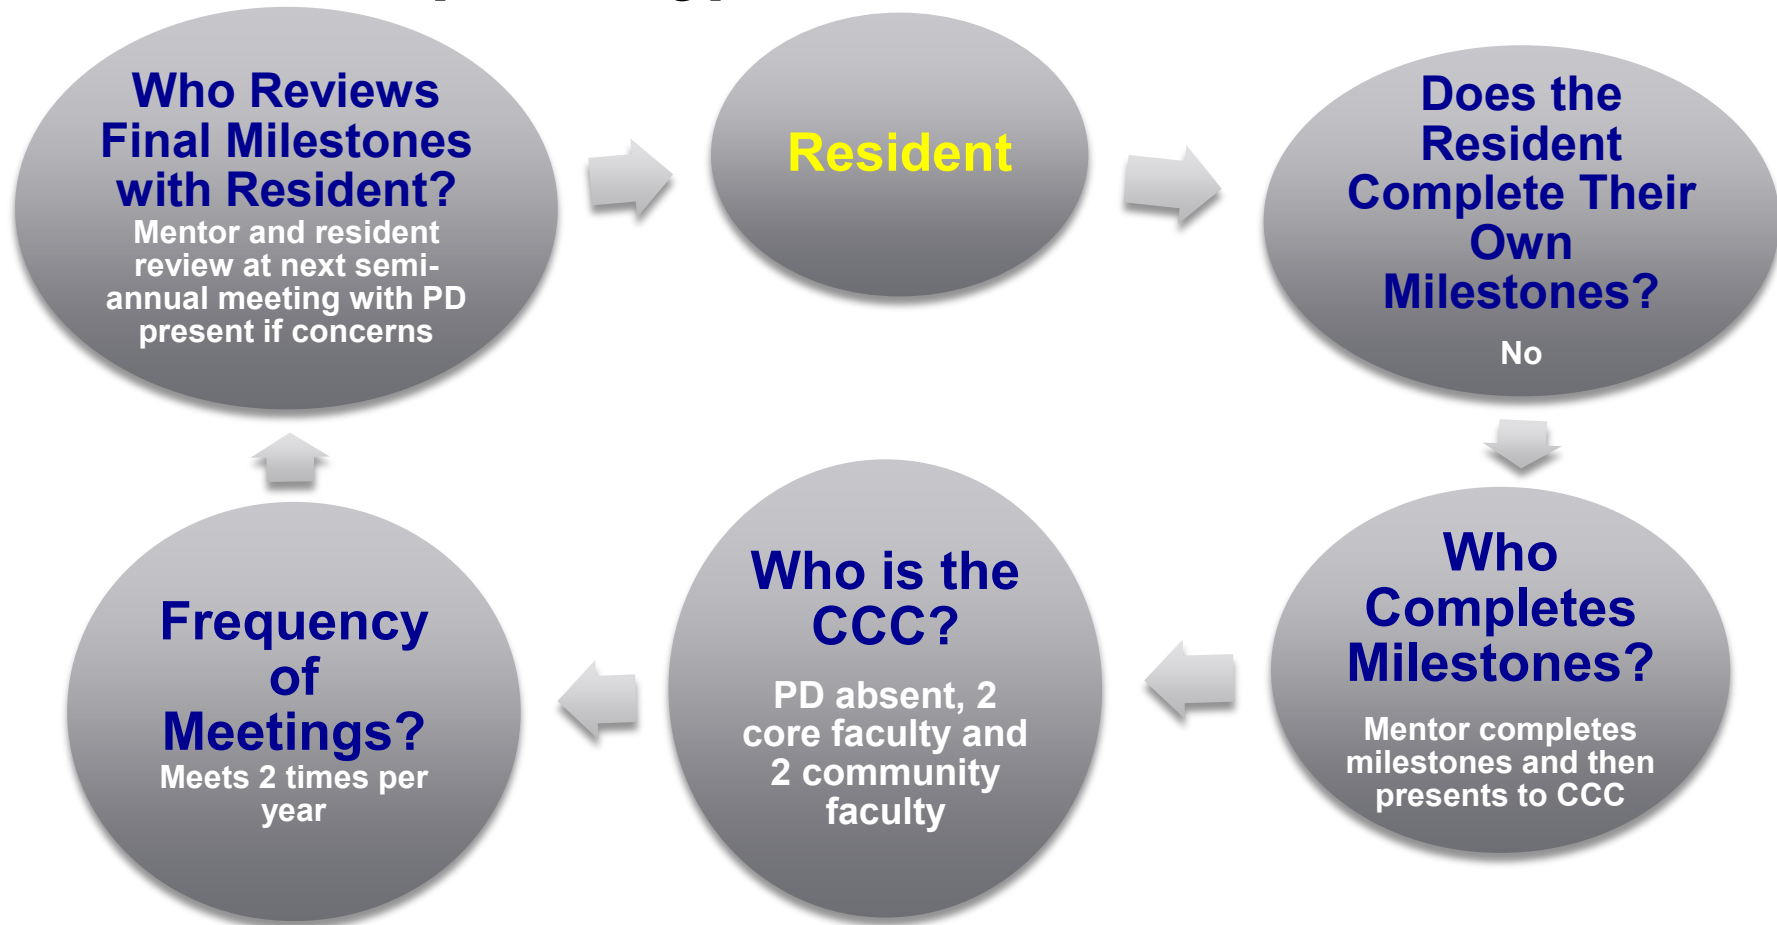 Who Reviews
Final Milestones
with Resident?
Mentor and resident
review at next semi-
annual meeting with PD
present if concerns
Resident
Does the
Resident
Complete Their
Own
Milestones?
No
Who
Completes
Milestones?
Mentor completes
milestones and then
presents to CCC
Who is the
CCC?
PD absent, 2
core faculty and
2 community
faculty
Frequency
of
Meetings?
Meets 2 times per
year